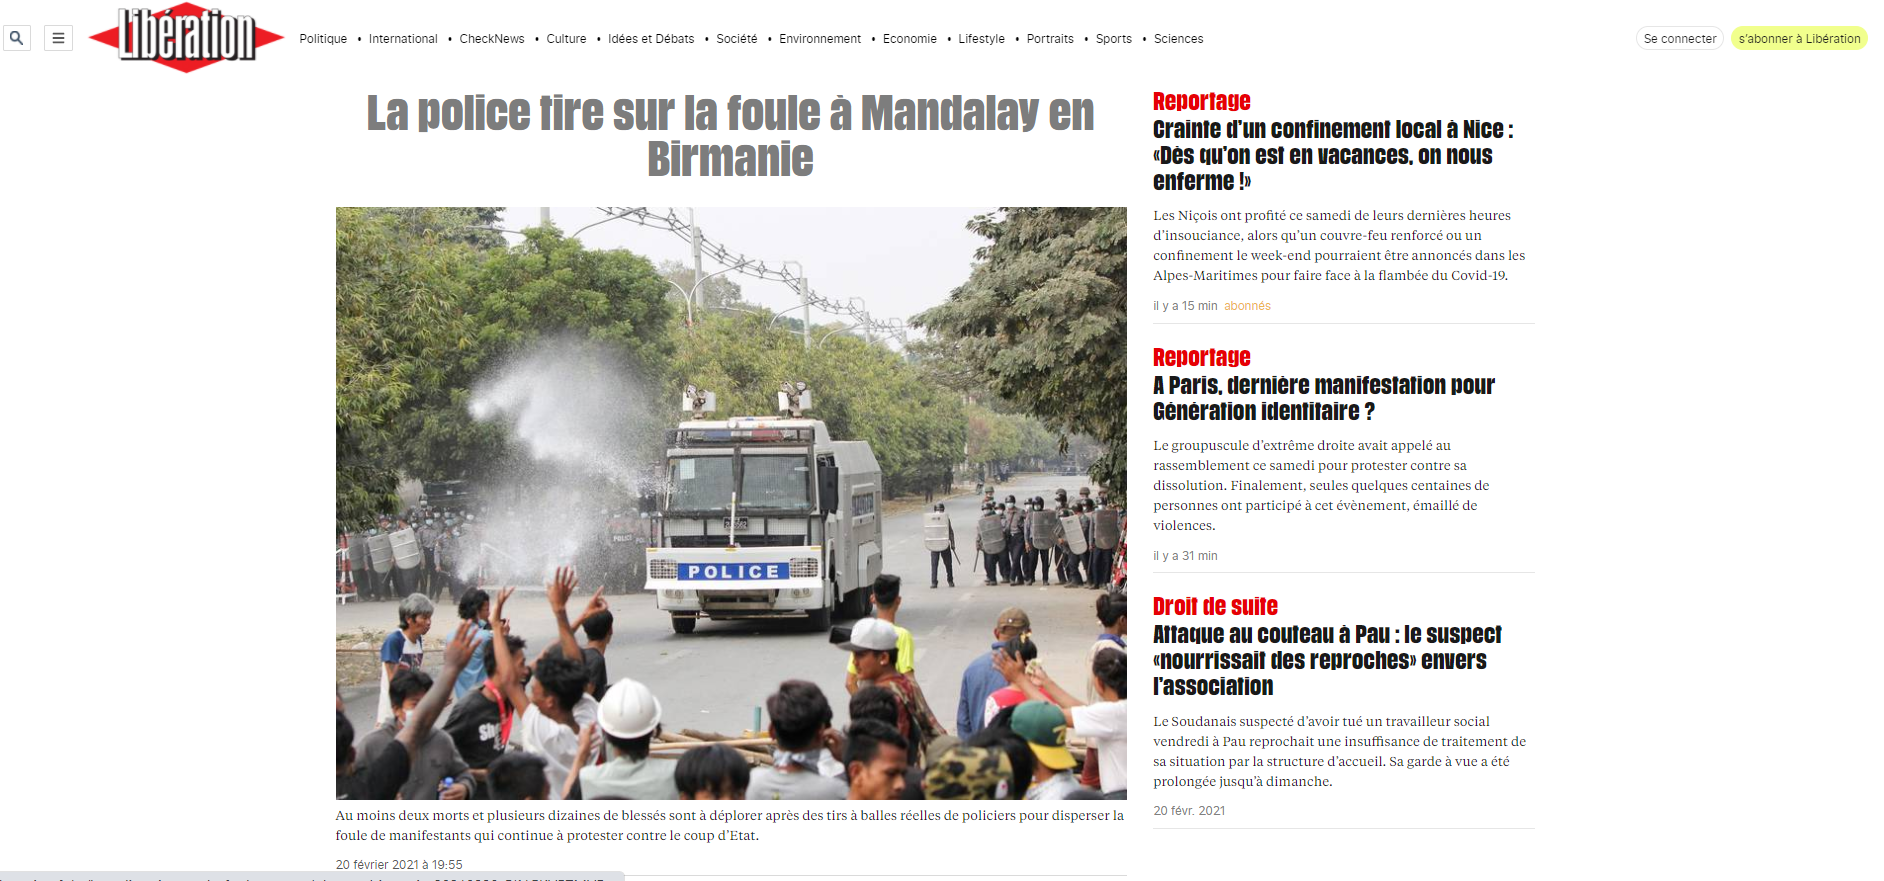 Libération
Politique • International • CheckNews • Culture • Idées et Débats • Société • Environnement • Economie • Lifestyle • Portraits • Sports • Sciences
Se connecter
s'abonner à Libération
La police tire sur la foule à Mandalay en
Birmanie
POLICE
POLICE
Au moins deux morts et plusieurs dizaines de blessés sont à déplorer après des tirs à balles réelles de policiers pour disperser la
foule de manifestants qui continue à protester contre le coup d'Etat.
20 février 2021 à 19:55
Reportage
Crainte d'un confinement local à Nice :
«Dès qu'on est en vacances, on nous
enferme !»
Les Niçois ont profité ce samedi de leurs dernières heures
d'insouciance, alors qu'un couvre-feu renforcé ou un
confinement le week-end pourraient être annoncés dans les
Alpes-Maritimes pour faire face à la flambée du Covid-19.
il y a 15 min abonnés
Reportage
A Paris, dernière manifestation pour
Génération identitaire ?
Le groupuscule d'extrême droite avait appelé au
rassemblement ce samedi pour protester contre sa
dissolution. Finalement, seules quelques centaines de
personnes ont participé à cet évènement, émaillé de
violences.
il y a 31 min
Droit de suite
Attaque au couteau à Pau : le suspect
«nourrissait des reproches» envers
l'association
Le Soudanais suspecté d'avoir tué un travailleur social
vendredi à Pau reprochait une insuffisance de traitement de
sa situation par la structure d'accueil. Sa garde à vue a été
prolongée jusqu'à dimanche.
20 févr. 2021